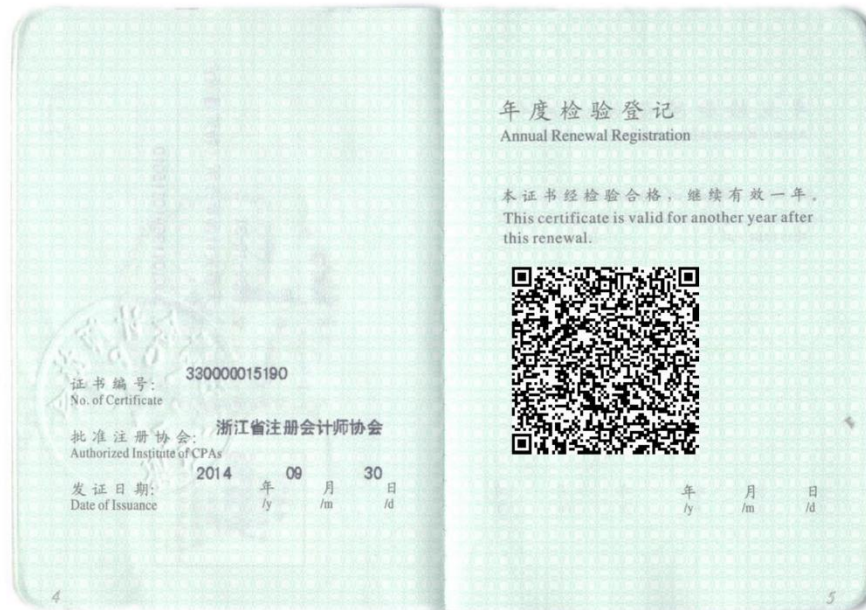 证书编号: 330000015190
No. of Certificate
批准注册协会: 浙江省注册会计师协会
Authorized Institute of CPAs
发证日期: 2014 年 09 月 30 日
Date of Issuance /y /m /d
4
年度检验登记
Annual Renewal Registration
本证书经检验合格，继续有效一年。
This certificate is valid for another year after
this renewal.
年 月 日
/y /m /d
5